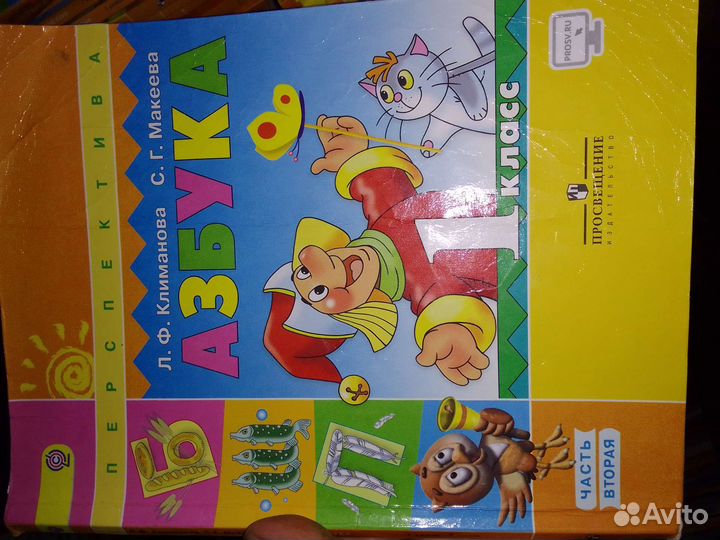 ПЕРСПЕКТИВА
Л. Ф. Климанова С. Г. Макеева
АЗБУКА
1 класс
Ь
Ш
П
ЧАСТЬ
ВТОРАЯ
ПРОСВЕЩЕНИЕ
ИЗДАТЕЛЬСТВО
PROSV.RU
Avito